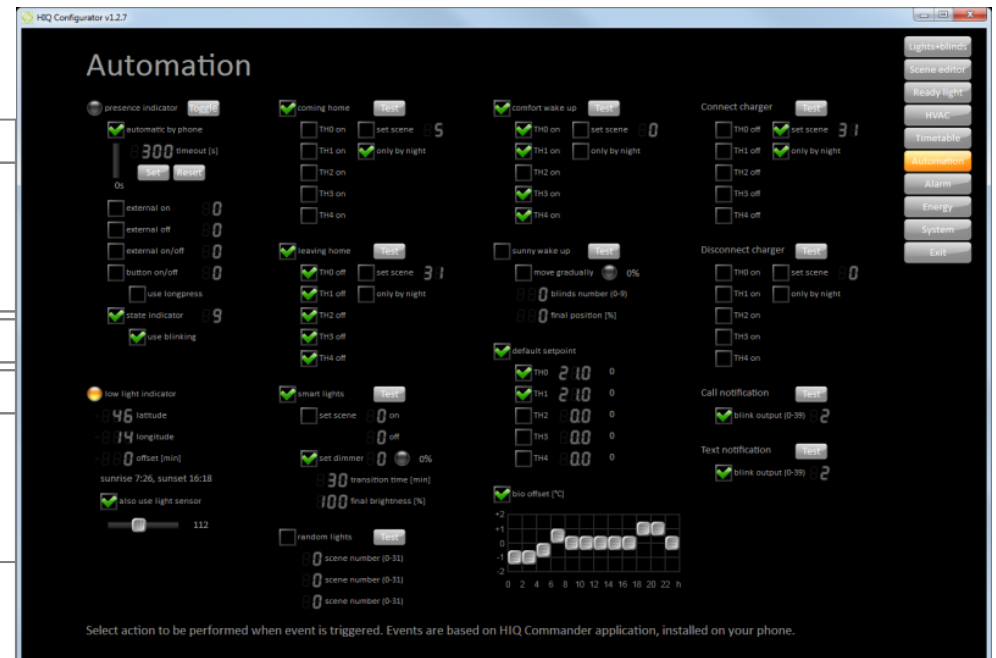 HIQ Configurator v1.2.7
Automation
presence indicator Toggle
automatic by phone
300 timeout [s]
Set Reset
0s
external on 0
external off 0
external on/off 0
button on/off 0
use longpress
state indicator 9
use blinking
low light indicator
46 latitude
14 longitude
0 offset [min]
sunrise 7:26, sunset 16:18
also use light sensor
112
coming home Test
TH0 on set scene 5
TH1 on only by night
TH2 on
TH3 on
TH4 on
leaving home Test
TH0 off set scene 31
TH1 off only by night
TH2 off
TH3 off
TH4 off
smart lights Test
set scene 0 on
0 off
set dimmer 0 0%
30 transition time [min]
100 final brightness [%]
random lights Test
0 scene number (0-31)
0 scene number (0-31)
0 scene number (0-31)
comfort wake up Test
TH0 on set scene 0
TH1 on only by night
TH2 on
TH3 on
TH4 on
sunny wake up Test
move gradually 0%
0 blinds number (0-9)
0 final position [%]
default setpoint
TH0 21.0 0
TH1 21.0 0
TH2 0.0 0
TH3 0.0 0
TH4 0.0 0
bio offset [°C]
+2
+1
0
-1
-2
0 2 4 6 8 10 12 14 16 18 20 22 h
Connect charger Test
TH0 off set scene 31
TH1 off only by night
TH2 off
TH3 off
TH4 off
Disconnect charger Test
TH0 on set scene 0
TH1 on only by night
TH2 on
TH3 on
TH4 on
Call notification Test
blink output (0-39) 2
Text notification Test
blink output (0-39) 2
Lights+blinds
Scene editor
Ready light
HVAC
Timetable
Automation
Alarm
Energy
System
Exit
Select action to be performed when event is triggered. Events are based on HIQ Commander application, installed on your phone.